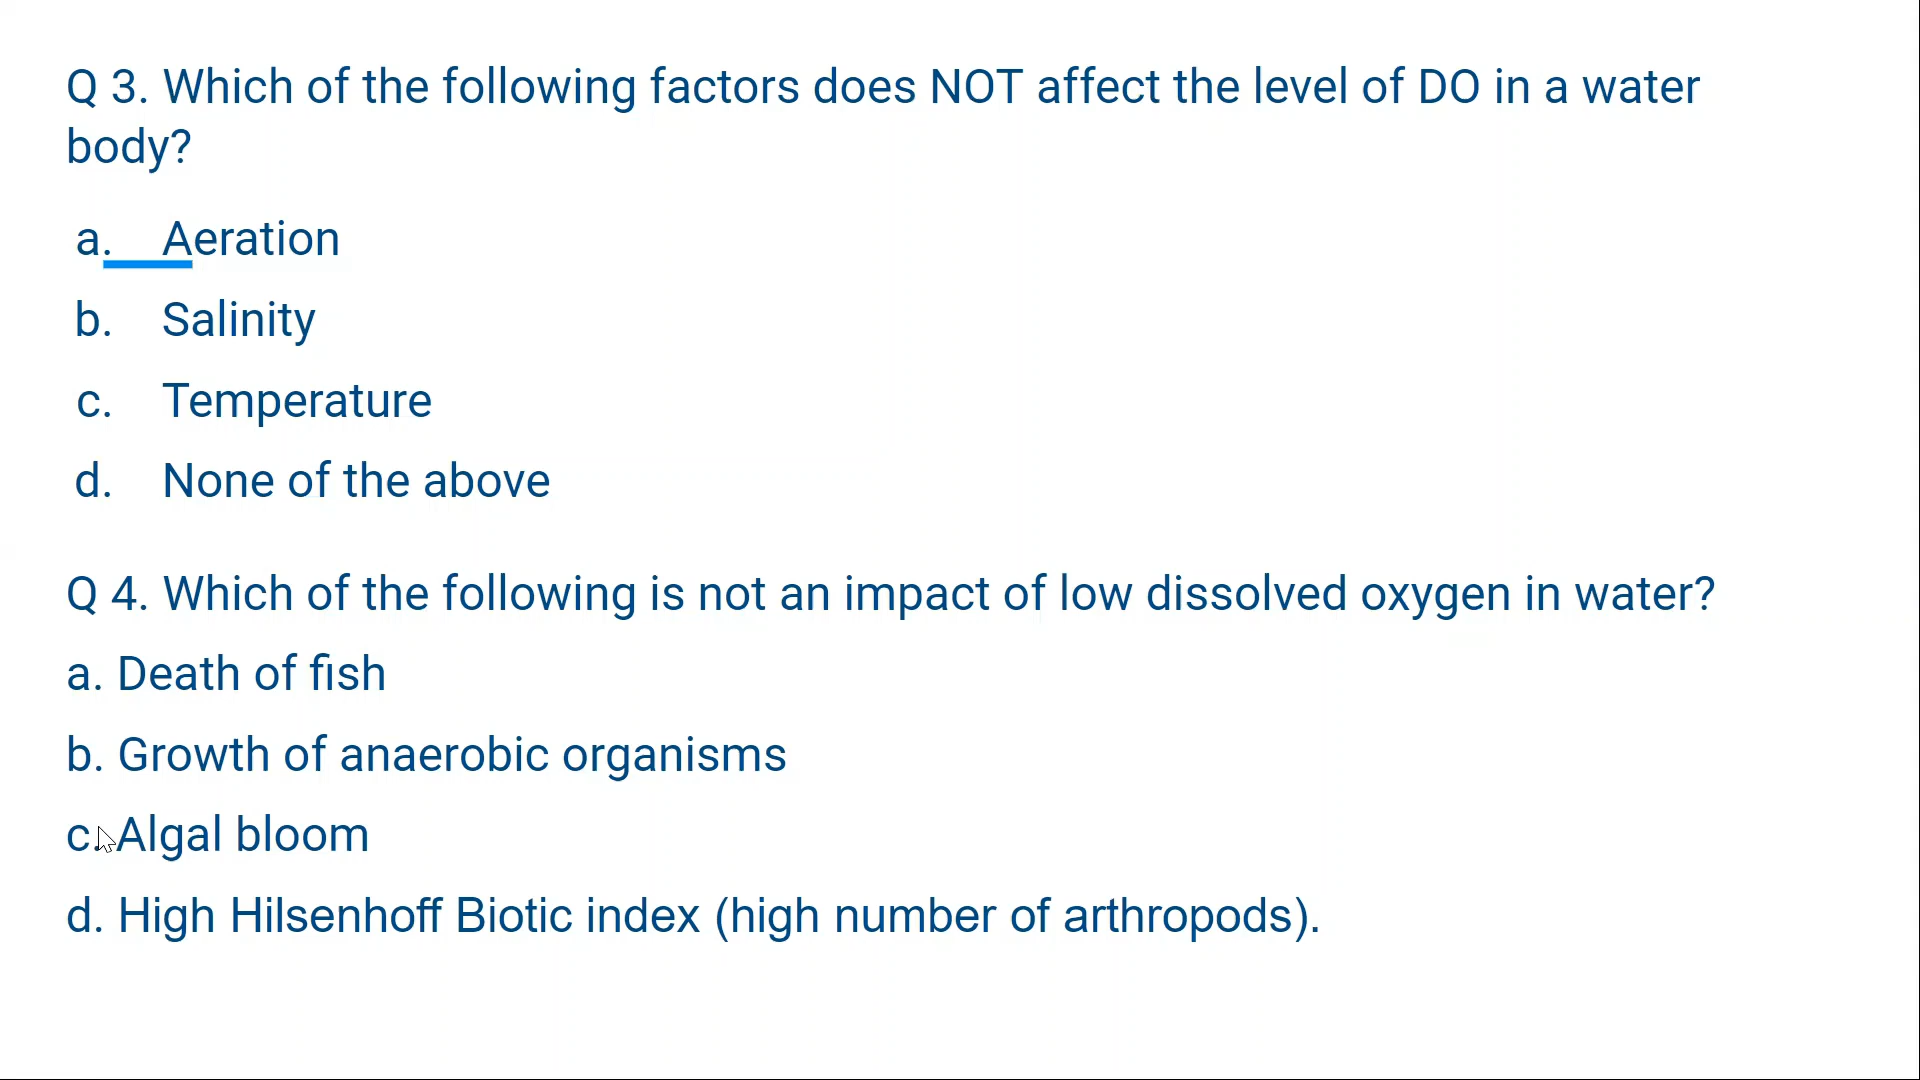 Q 3. Which of the following factors does NOT affect the level of DO in a water
body?
a. Aeration
b. Salinity
c. Temperature
d. None of the above
Q 4. Which of the following is not an impact of low dissolved oxygen in water?
a. Death of fish
b. Growth of anaerobic organisms
c. Algal bloom
d. High Hilsenhoff Biotic index (high number of arthropods).